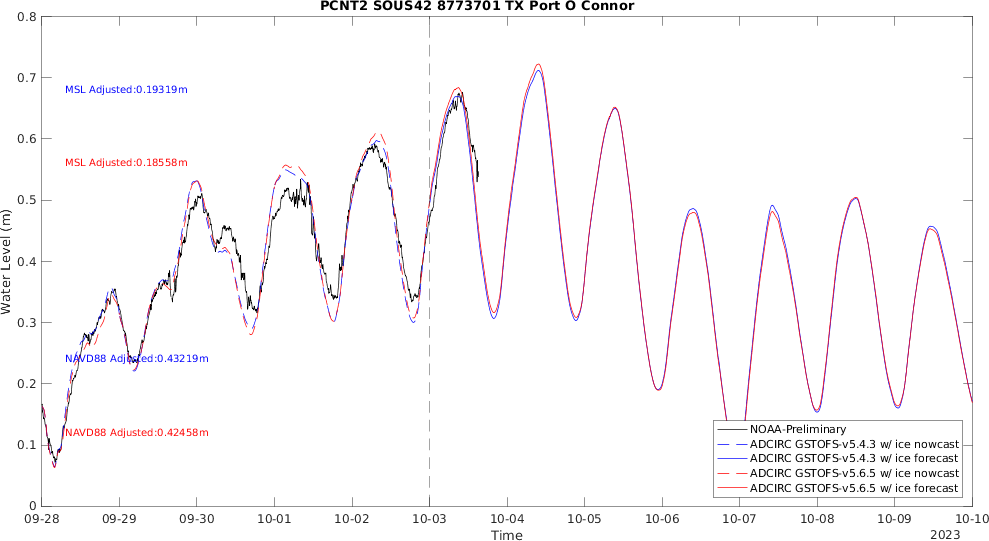 PCNT2 SOUS42 8773701 TX Port O Connor
0.8
0.7
MSL Adjusted:0.19319m
0.6
MSL Adjusted:0.18558m
0.5
Water Level (m)
0.4
0.3
NAVD88 Adjusted:0.43219m
0.2
NAVD88 Adjusted:0.42458m
0.1
NOAA-Preliminary
ADCIRC GSTOFS-v5.4.3 w/ ice nowcast
ADCIRC GSTOFS-v5.4.3 w/ ice forecast
ADCIRC GSTOFS-v5.6.5 w/ ice nowcast
ADCIRC GSTOFS-v5.6.5 w/ ice forecast
0
09-28 09-29 09-30 10-01 10-02 10-03 10-04 10-05 10-06 10-07 10-08 10-09 10-10
Time
2023